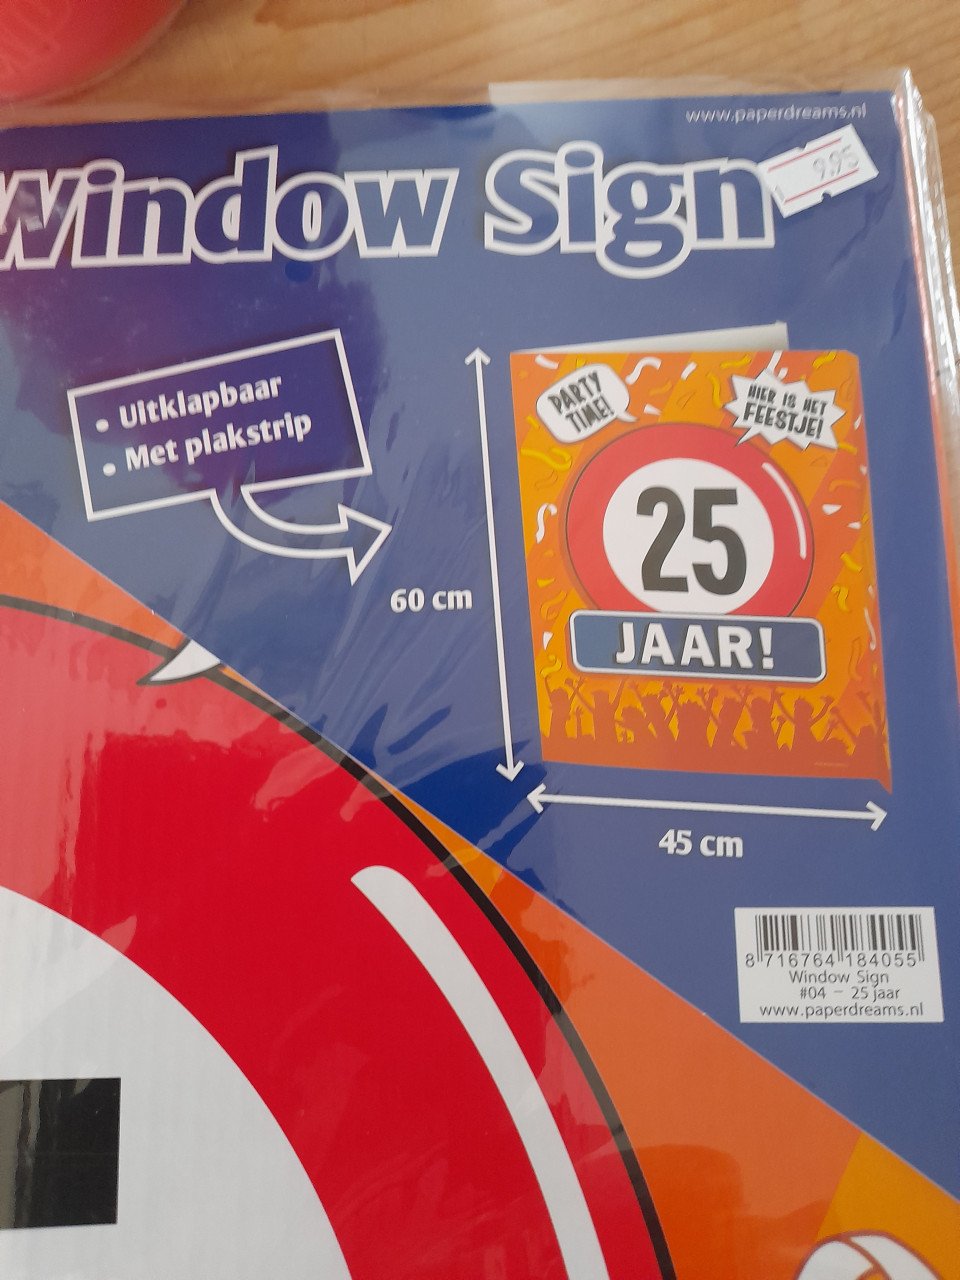 www.paperdreams.nl
Window Sign
9.95
• Uitklapbaar
• Met plakstrip
PARTY
TIME!
HIER IS HET
FEESTJE!
25
JAAR!
60 cm
45 cm
8 716764 184055
Window Sign
#04 – 25 jaar
www.paperdreams.nl